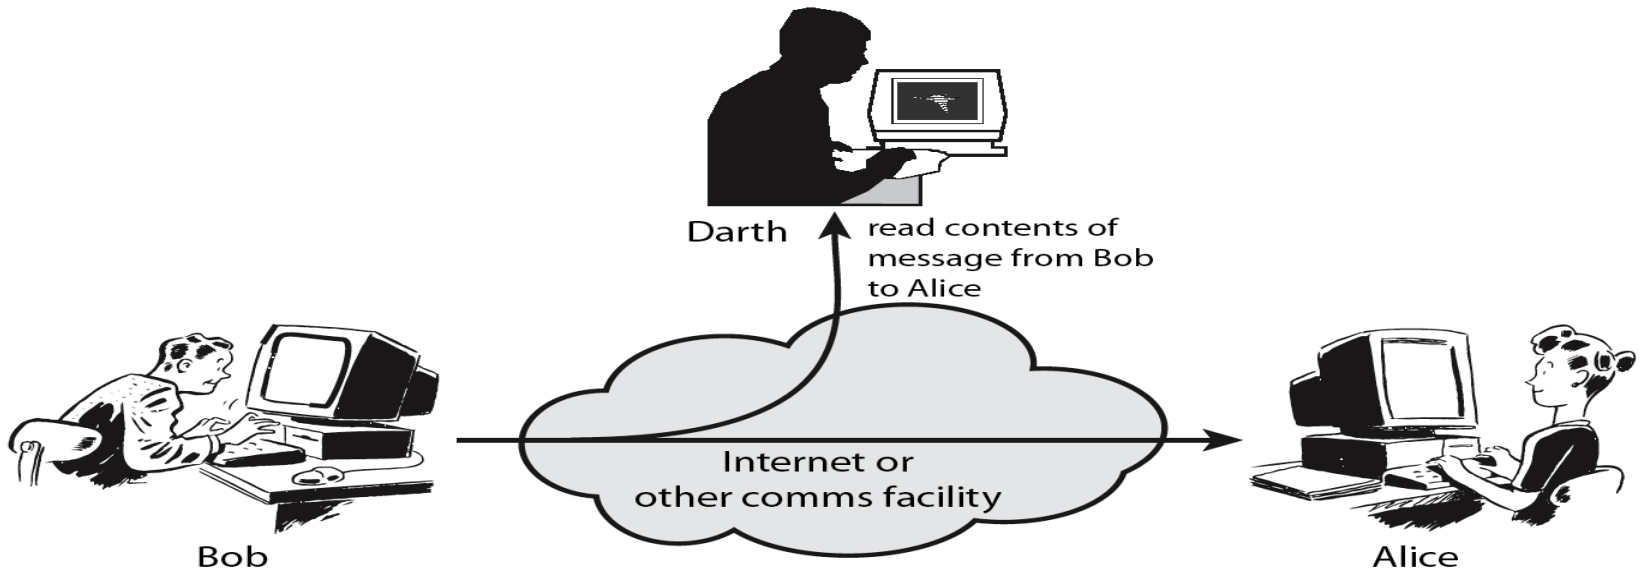 Darth
read contents of
message from Bob
to Alice
Internet or
other comms facility
Bob
Alice